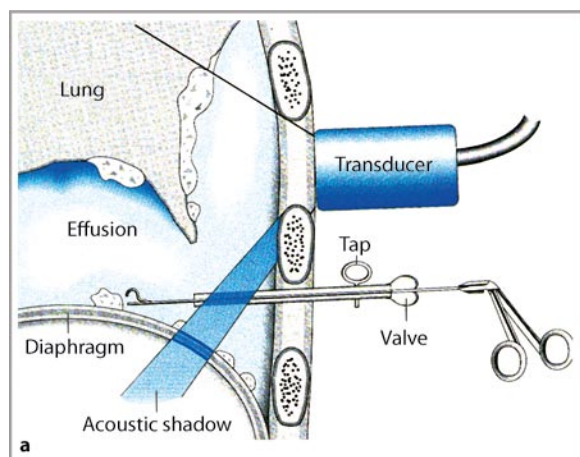 Lung
Transducer
Effusion
Tap
Valve
Diaphragm
Acoustic shadow
a